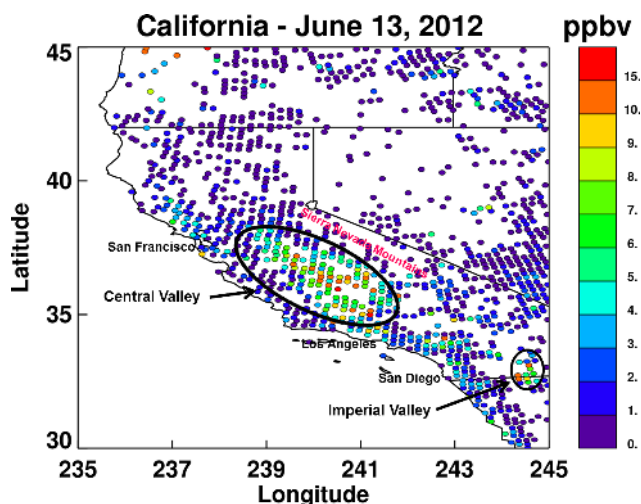 California - June 13, 2012
ppbv
45
40
35
30
Latitude
235
237
239
241
243
245
Longitude
San Francisco
Central Valley
Sierra Nevada Mountains
Los Angeles
San Diego
Imperial Valley
15.
10.
9.
8.
7.
6.
5.
4.
3.
2.
1.
0.